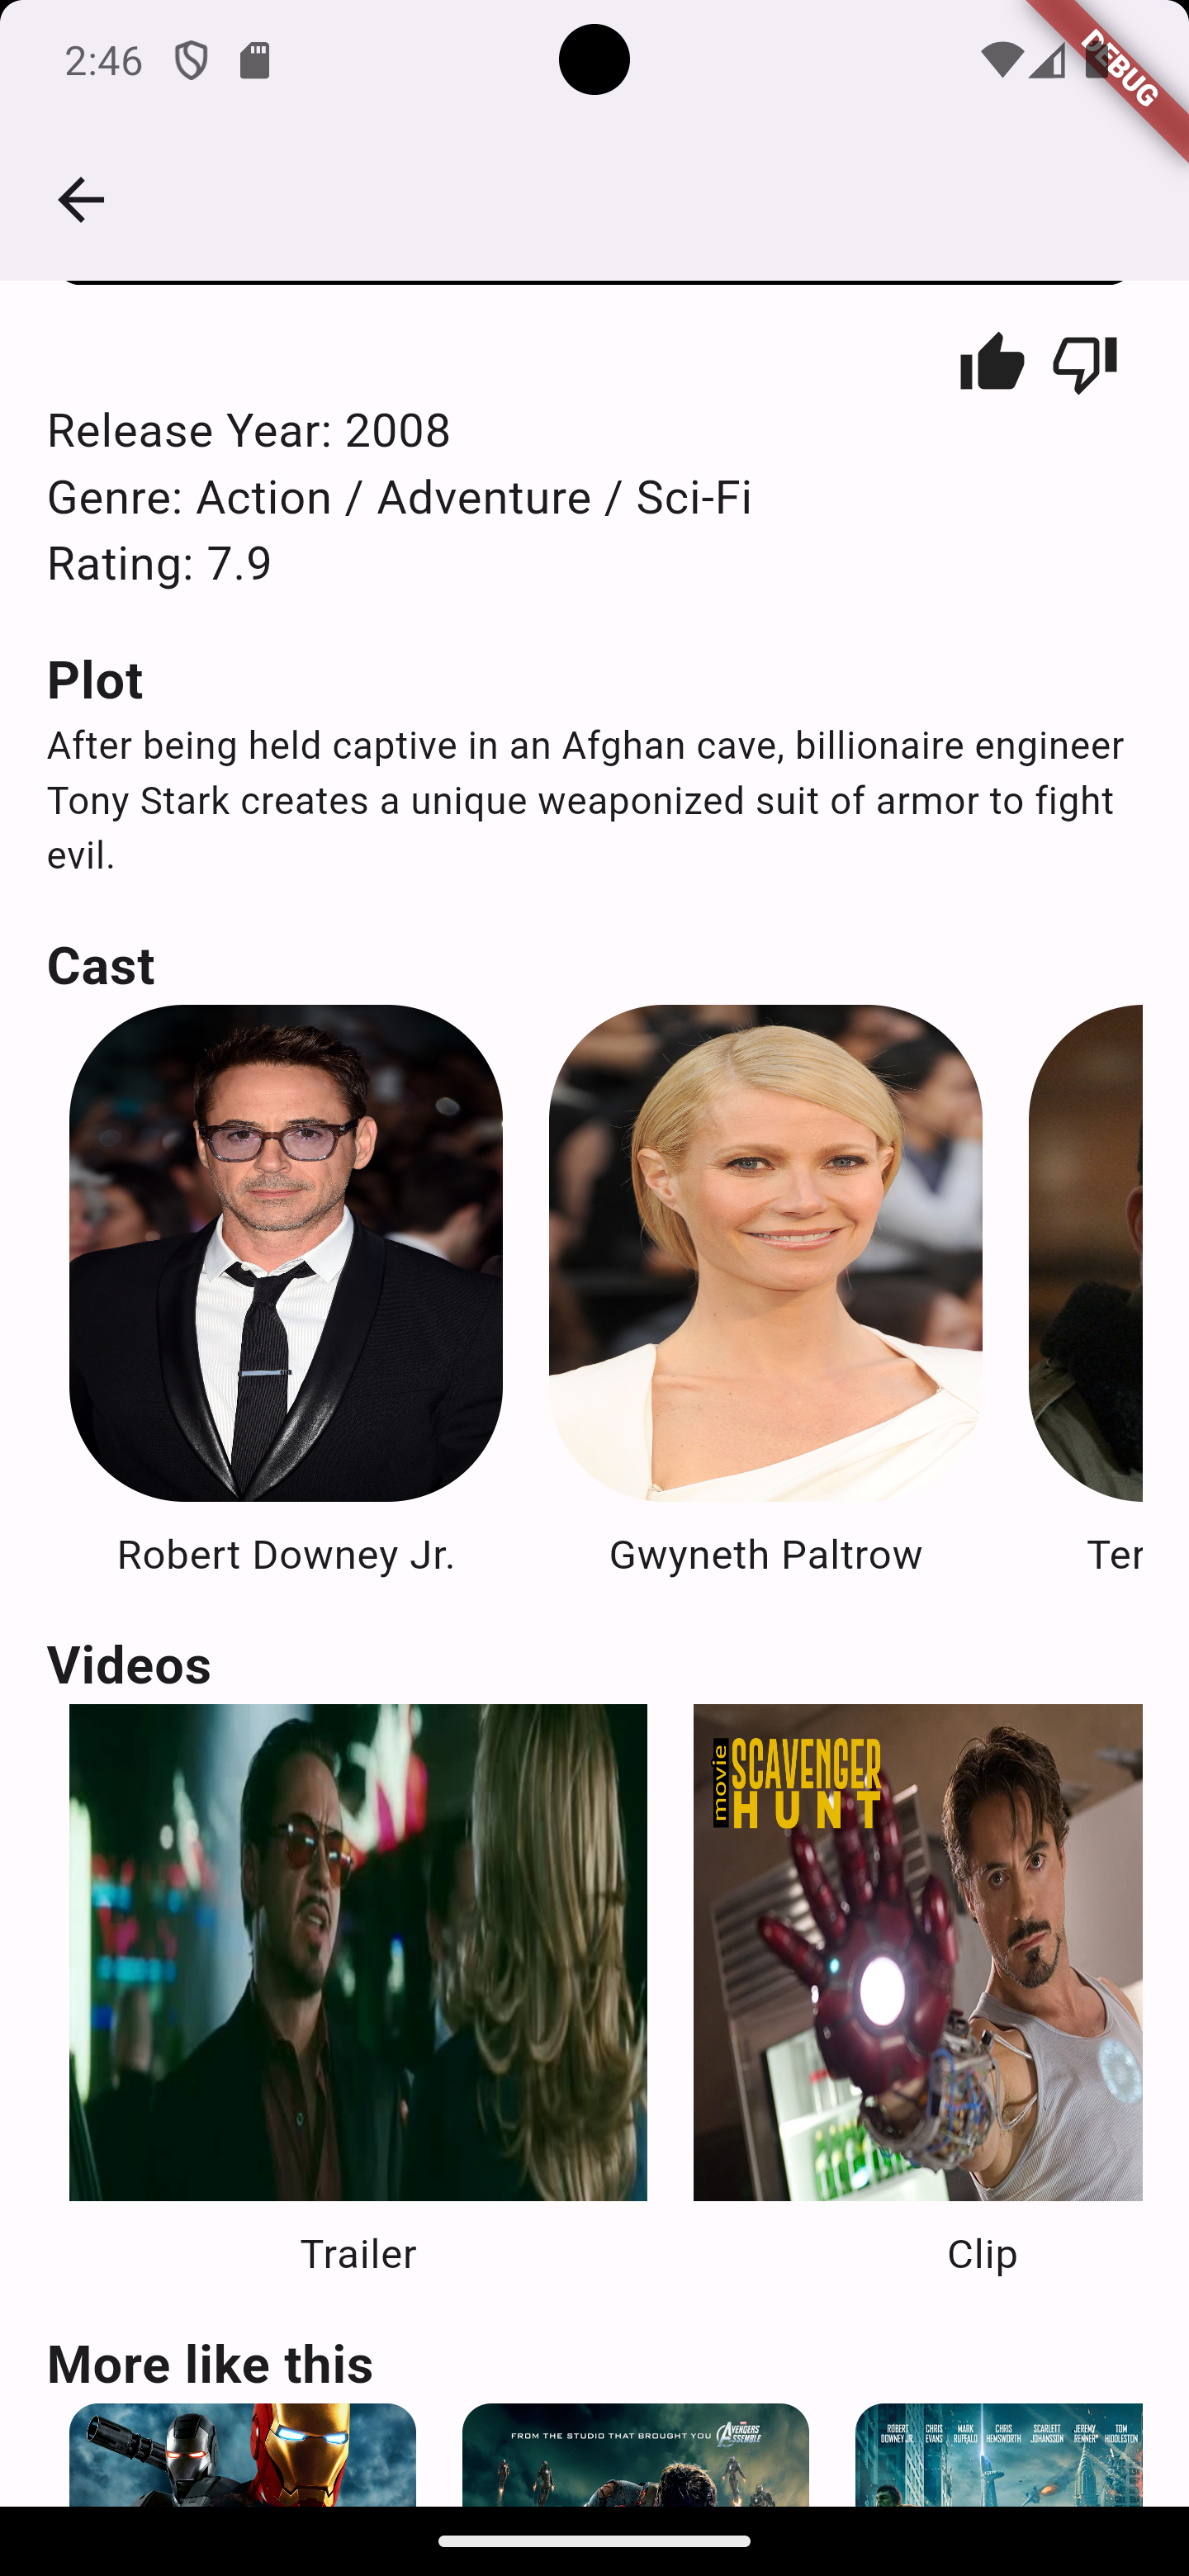 2:46
DEBUG
Release Year: 2008
Genre: Action / Adventure / Sci-Fi
Rating: 7.9
Plot
After being held captive in an Afghan cave, billionaire engineer
Tony Stark creates a unique weaponized suit of armor to fight
evil.
Cast
Robert Downey Jr.
Gwyneth Paltrow
Ter
Videos
movie
SCAVENGER
HUNT
Trailer
Clip
More like this
FROM THE STUDIO THAT BROUGHT YOU AVENGERS ASSEMBLE
ROBERT DOWNEY JR. CHRIS EVANS MARK RUFFALO CHRIS HEMSWORTH SCARLETT JOHANSSON JEREMY RENNER TOM HIDDLESTON